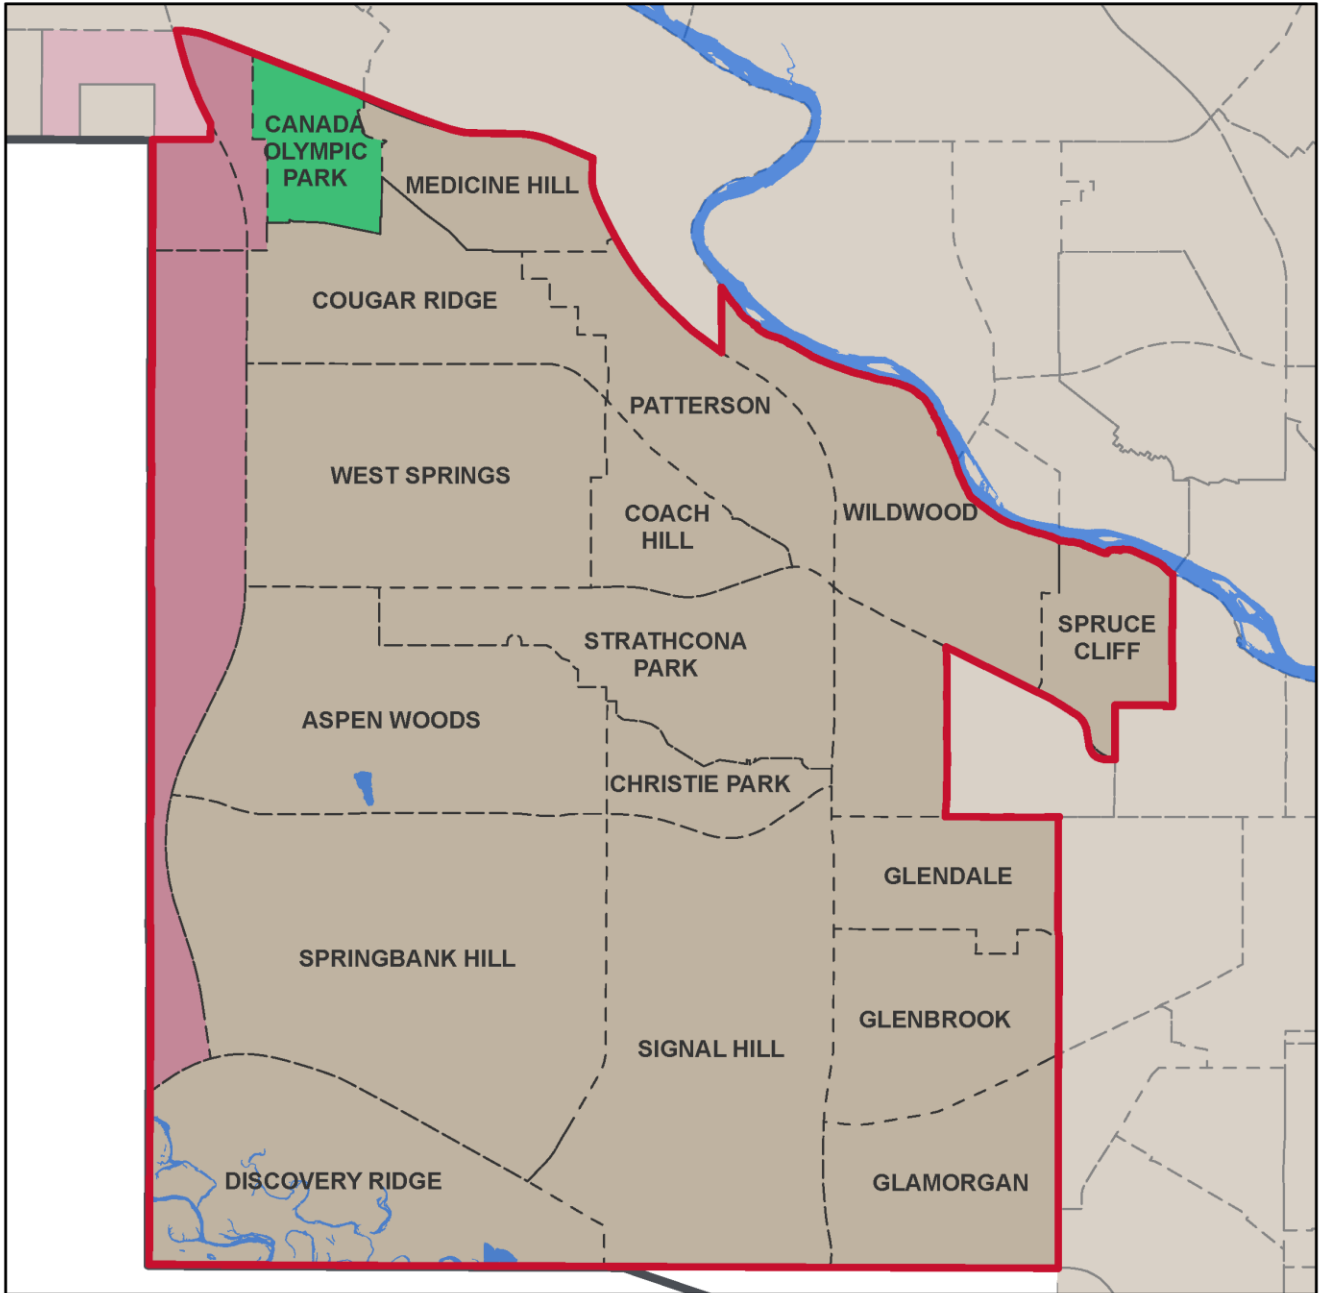 CANADA
OLYMPIC
PARK
MEDICINE HILL
COUGAR RIDGE
PATTERSON
WEST SPRINGS
COACH
HILL
WILDWOOD
SPRUCE
CLIFF
STRATHCONA
PARK
ASPEN WOODS
CHRISTIE PARK
GLENDALE
SPRINGBANK HILL
GLENBROOK
SIGNAL HILL
DISCOVERY RIDGE
GLAMORGAN